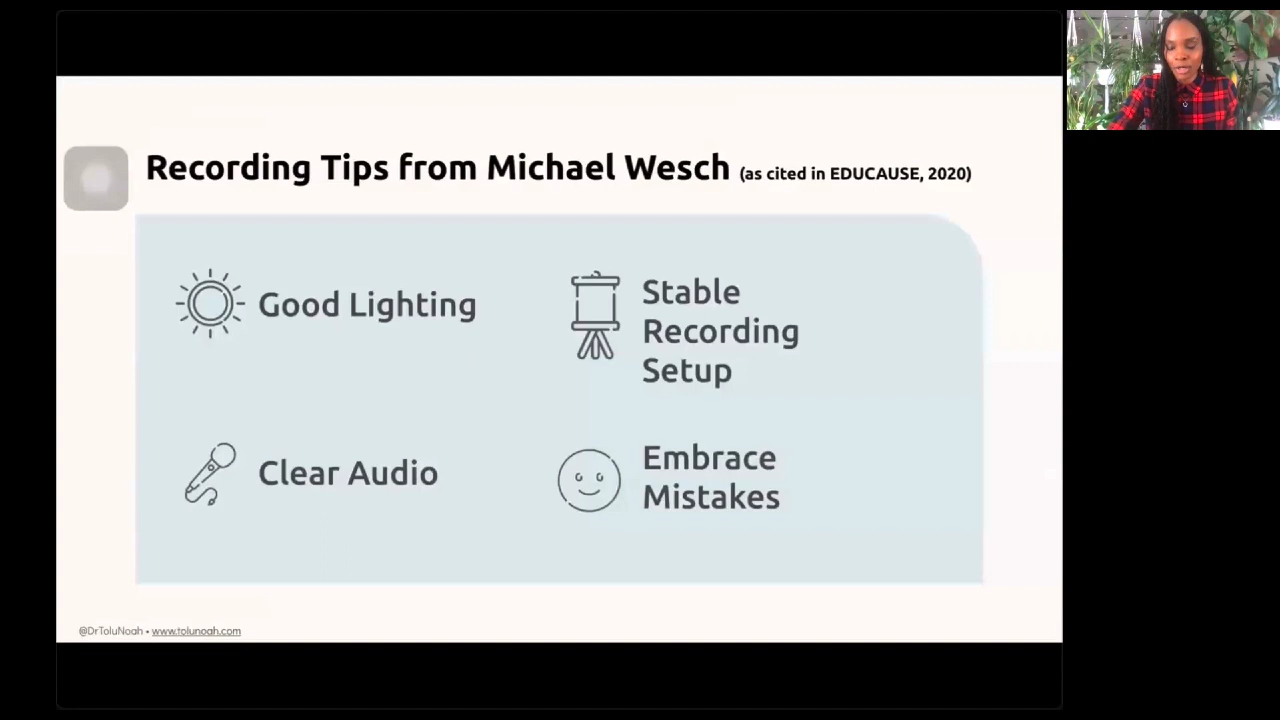 Recording Tips from Michael Wesch (as cited in EDUCAUSE, 2020)
Good Lighting
Stable
Recording
Setup
Clear Audio
Embrace
Mistakes
@DrToluNoah • www.tolunoah.com